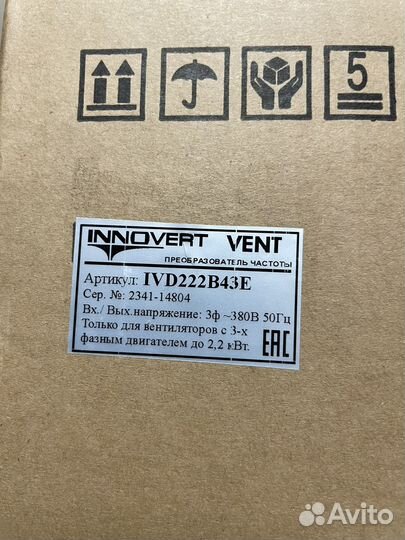 5
INNOVERT VENT
ПРЕОБРАЗОВАТЕЛЬ ЧАСТОТЫ
Артикул: IVD222B43E
Сер. №: 2341-14804
Вх./ Вых.напряжение: 3ф ~380В 50Гц
Только для вентиляторов с 3-х
фазным двигателем до 2,2 кВт.
EAC
Avito